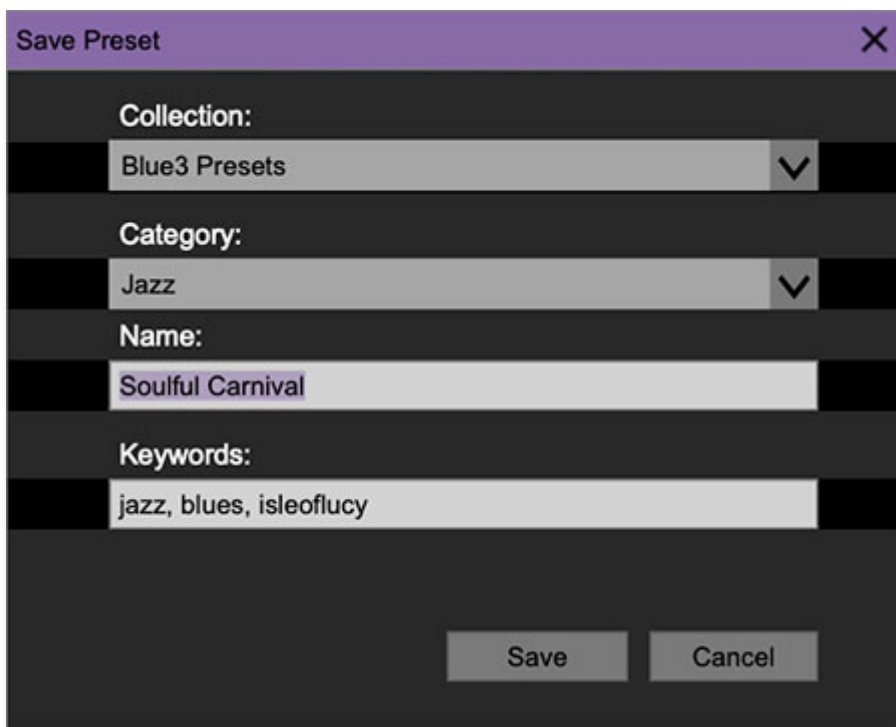 Save Preset
Collection:
Blue3 Presets
Category:
Jazz
Name:
Soulful Carnival
Keywords:
jazz, blues, isleoflucy
Save Cancel